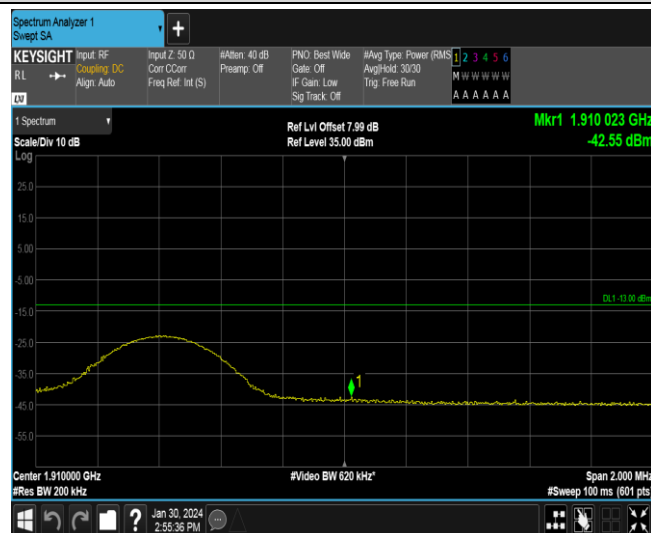 Spectrum Analyzer 1
Swept SA
KEYSIGHT
RL
Input: RF
Coupling: DC
Align: Auto
Input Z: 50 Ω
Corr CCorr
Freq Ref: Int (S)
#Atten: 40 dB
Preamp: Off
PNO: Best Wide
Gate: Off
IF Gain: Low
Sig Track: Off
#Avg Type: Power (RMS
Avg|Hold: 30/30
Trig: Free Run
1 2 3 4 5 6
M W W W W W
A A A A A A
1 Spectrum
Scale/Div 10 dB
Ref Lvl Offset 7.99 dB
Ref Level 35.00 dBm
Mkr1 1.910 023 GHz
-42.55 dBm
Log
25.0
15.0
5.00
-5.00
DL1 -13.00 dBm
-15.0
-25.0
-35.0
1
-45.0
-55.0
Center 1.910000 GHz
#Video BW 620 kHz*
Span 2.000 MHz
#Res BW 200 kHz
#Sweep 100 ms (601 pts)
?
Jan 30, 2024
2:55:36 PM